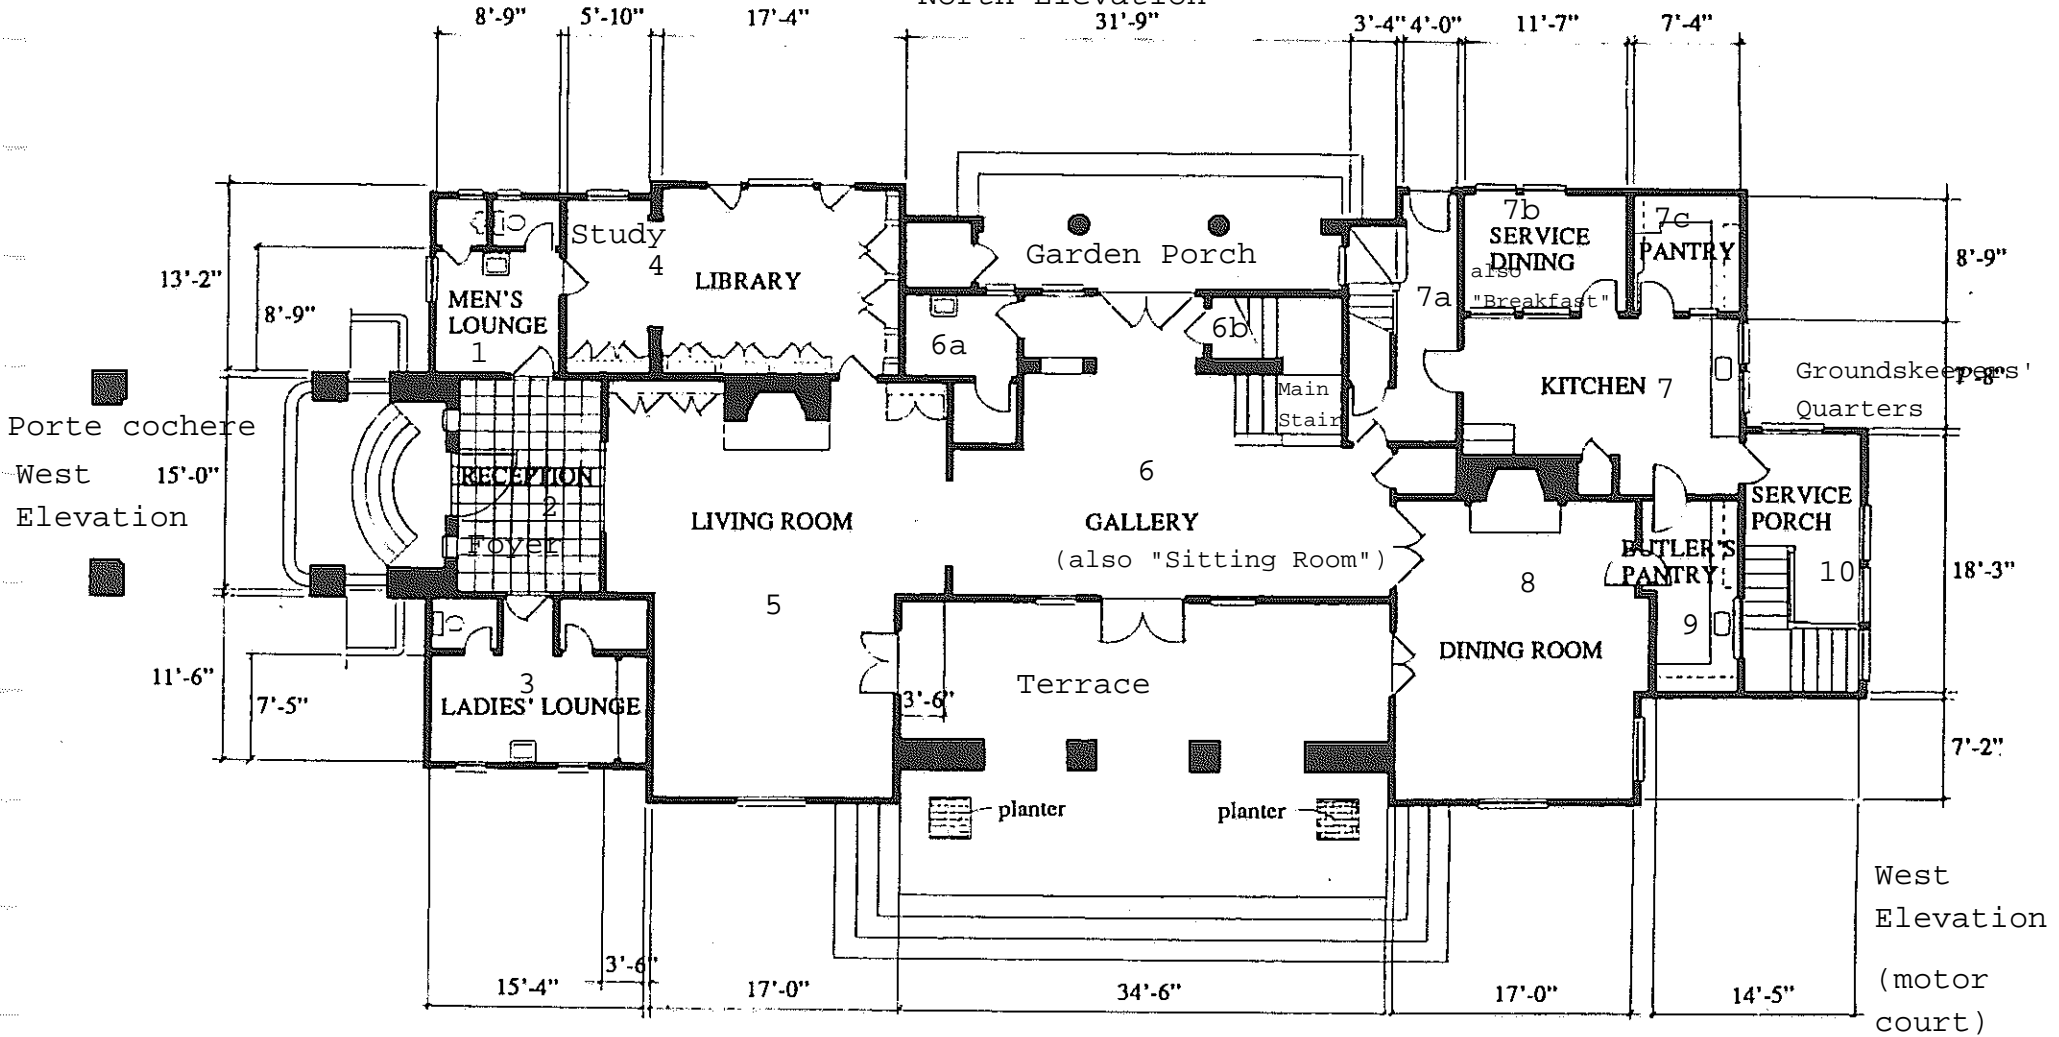 North Elevation
8'-9"
5'-10"
17'-4"
31'-9"
3'-4"
4'-0"
11'-7"
7'-4"
13'-2"
8'-9"
Study
4
LIBRARY
MEN'S
LOUNGE
1
Garden Porch
6a
6b
7a
7b
SERVICE
DINING
also
"Breakfast"
7c
PANTRY
8'-9"
Main
Stair
KITCHEN 7
Groundskeepers'
Quarters
7'-8"
Porte cochere
West
Elevation
15'-0"
RECEPTION
2
Foyer
LIVING ROOM
5
6
GALLERY
(also "Sitting Room")
8
DINING ROOM
BUTLER'S
PANTRY
9
SERVICE
PORCH
10
18'-3"
11'-6"
7'-5"
3
LADIES' LOUNGE
3'-6"
Terrace
7'-2"
planter
planter
West
Elevation
(motor
court)
3'-6"
15'-4"
17'-0"
34'-6"
17'-0"
14'-5"